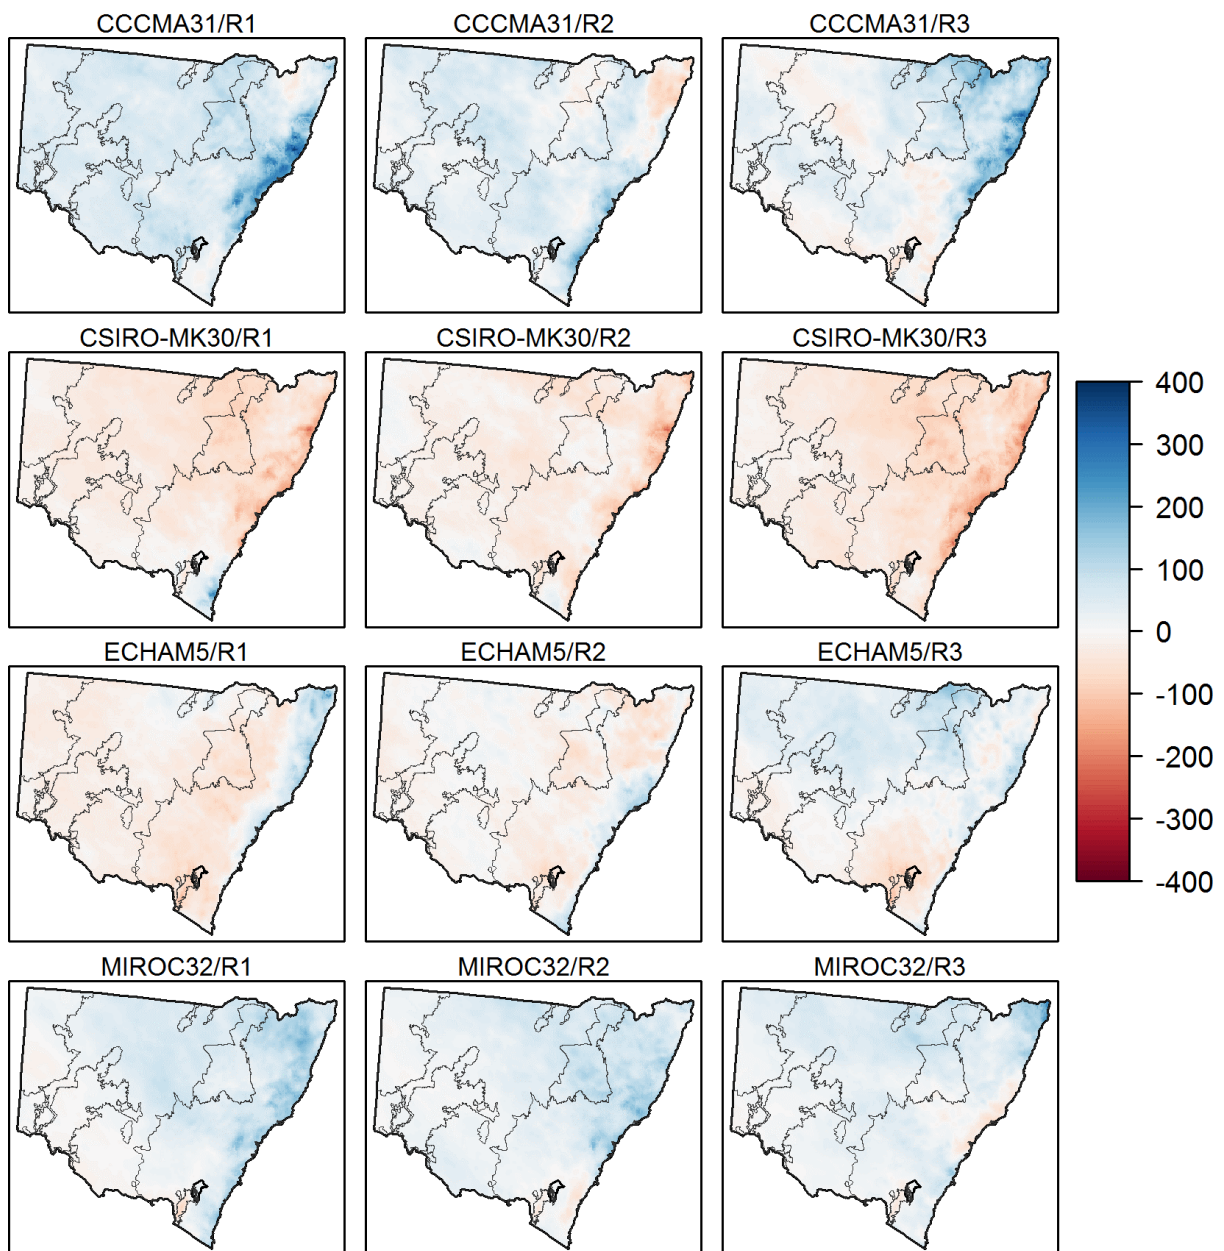 CCCMA31/R1
CCCMA31/R2
CCCMA31/R3
CSIRO-MK30/R1
CSIRO-MK30/R2
CSIRO-MK30/R3
400
300
200
100
0
-100
-200
-300
-400
ECHAM5/R1
ECHAM5/R2
ECHAM5/R3
MIROC32/R1
MIROC32/R2
MIROC32/R3